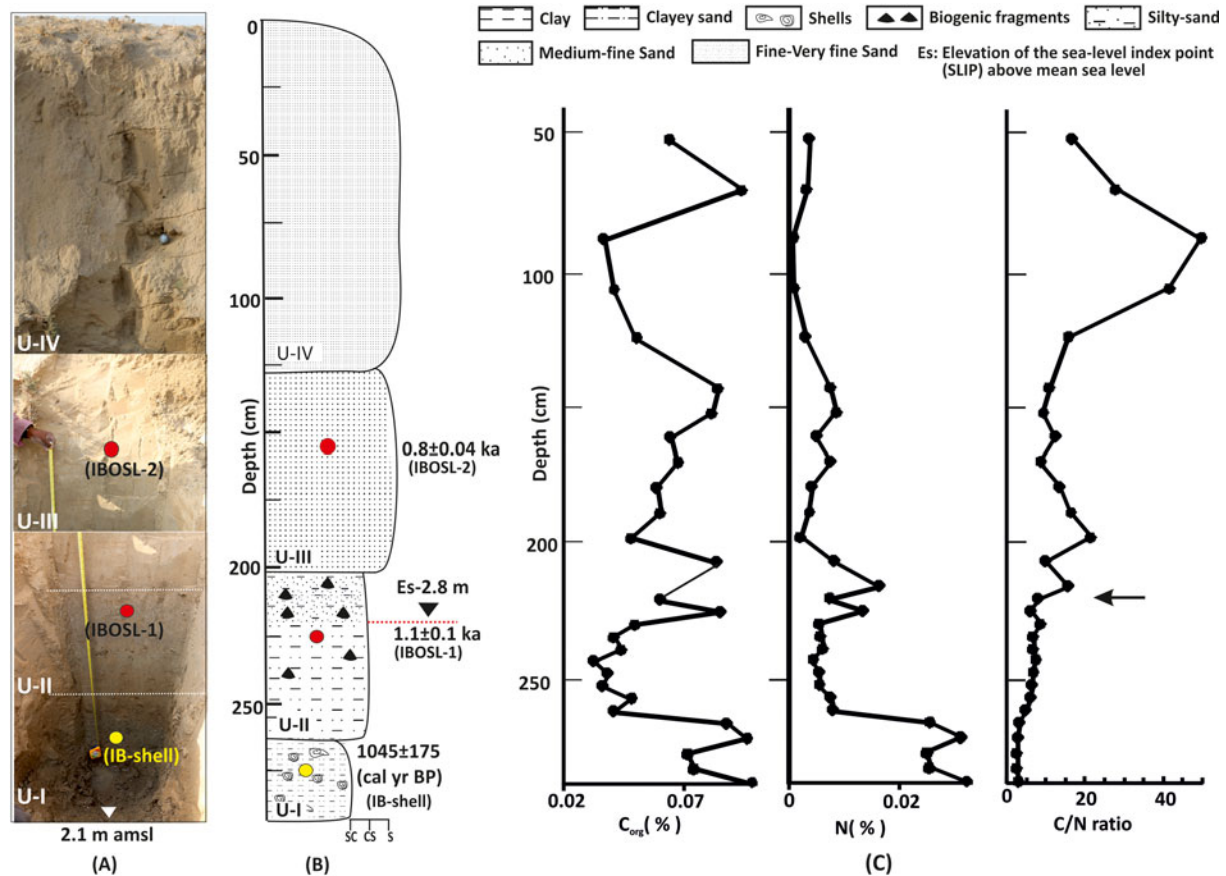 Clay
Clayey sand
Shells
Biogenic fragments
Silty-sand
Medium-fine Sand
Fine-Very fine Sand
Es: Elevation of the sea-level index point
(SLIP) above mean sea level
U-IV
(IBOSL-2)
U-III
(IBOSL-1)
U-II
(IB-shell)
U-I
2.1 m amsl
(A)
Depth (cm)
0
50
100
200
250
U-IV
0.8±0.04 ka
(IBOSL-2)
U-III
Es-2.8 m
1.1±0.1 ka
(IBOSL-1)
U-II
1045±175
(cal yr BP)
(IB-shell)
U-I
SC CS S
(B)
Depth (cm)
50
100
200
250
0.02 0.07
Corg( % )
0 0.02
N( % )
0 20 40
C/N ratio
(C)